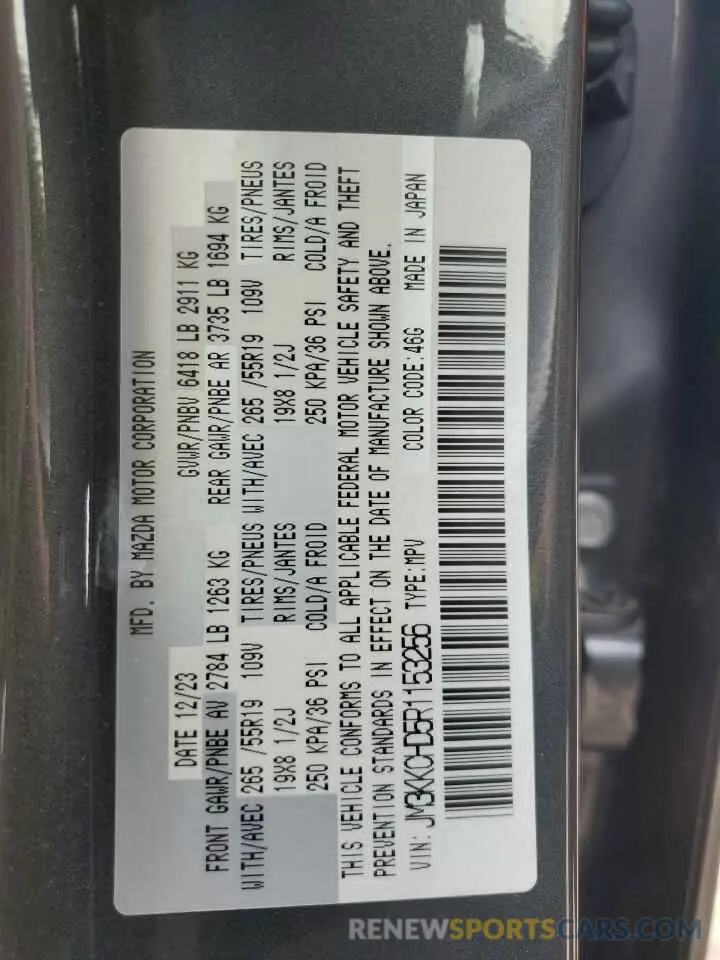 MFD. BY MAZDA MOTOR CORPORATION
DATE 12/23 GVWR/PNBV 6418 LB 2911 KG
FRONT GAWR/PNBE AV 2784 LB 1263 KG REAR GAWR/PNBE AR 3735 LB 1694 KG
WITH/AVEC 265 /55R19 109V TIRES/PNEUS WITH/AVEC 265 /55R19 109V TIRES/PNEUS
19X8 1/2J RIMS/JANTES 19X8 1/2J RIMS/JANTES
250 KPA/36 PSI COLD/A FROID 250 KPA/36 PSI COLD/A FROID
THIS VEHICLE CONFORMS TO ALL APPLICABLE FEDERAL MOTOR VEHICLE SAFETY AND THEFT
PREVENTION STANDARDS IN EFFECT ON THE DATE OF MANUFACTURE SHOWN ABOVE.
VIN: JM3KKCHD5R1153256 TYPE:MPV COLOR CODE:46G MADE IN JAPAN
RENEWSPORTSCARS.COM